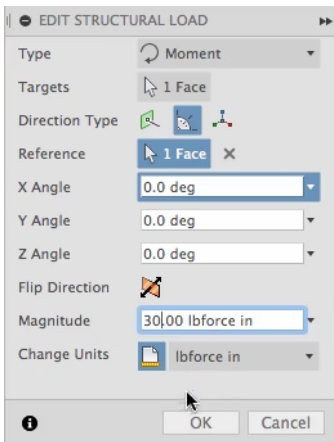 EDIT STRUCTURAL LOAD
Type Moment
Targets 1 Face
Direction Type
Reference 1 Face
X Angle 0.0 deg
Y Angle 0.0 deg
Z Angle 0.0 deg
Flip Direction
Magnitude 30.00 lbforce in
Change Units lbforce in
OK Cancel